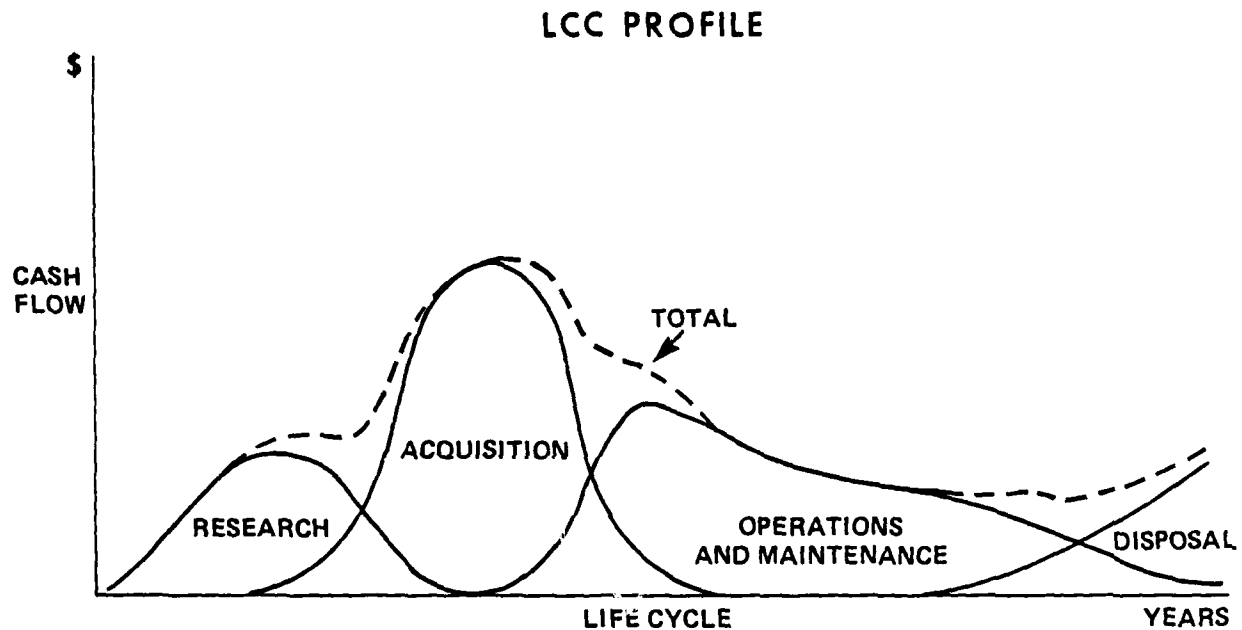 LCC PROFILE
$
CASH
FLOW
TOTAL
ACQUISITION
RESEARCH
OPERATIONS
AND MAINTENANCE
DISPOSAL
LIFE CYCLE
YEARS